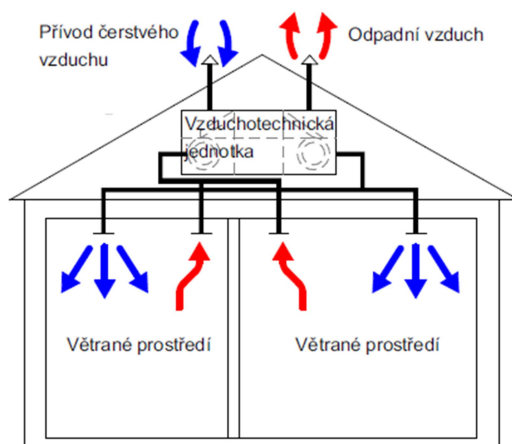 Přívod čerstvého
vzduchu
Odpadní vzduch
Vzduchotechnická
jednotka
Větrané prostředí
Větrané prostředí